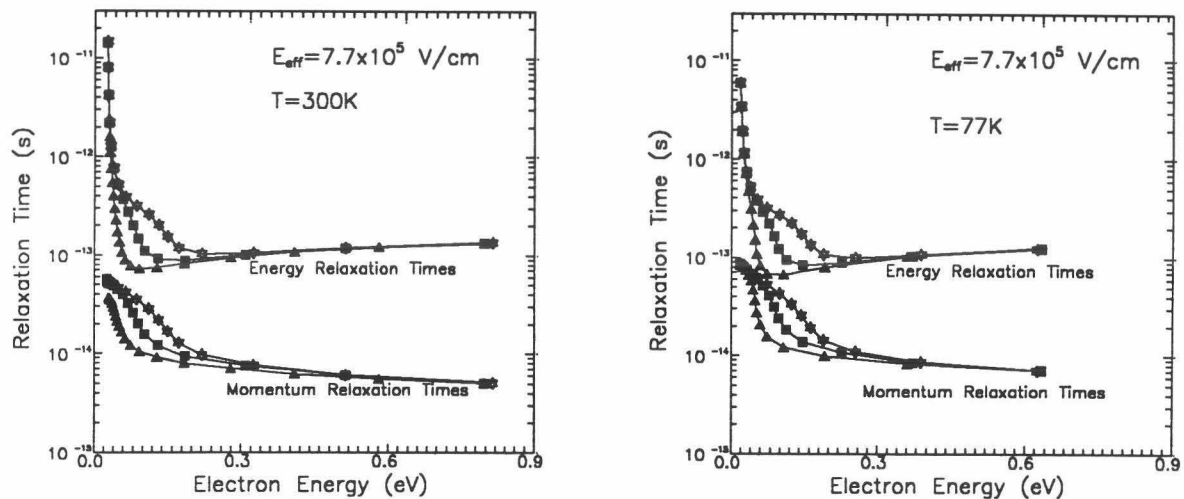 E_eff=7.7x10^5 V/cm
T=300K
Relaxation Time (s)
10^-11
10^-12
10^-13
10^-14
10^-15
Energy Relaxation Times
Momentum Relaxation Times
0.0 0.3 0.6 0.9
Electron Energy (eV)
E_eff=7.7x10^5 V/cm
T=77K
Relaxation Time (s)
10^-11
10^-12
10^-13
10^-14
10^-15
Energy Relaxation Times
Momentum Relaxation Times
0.0 0.3 0.6 0.9
Electron Energy (eV)